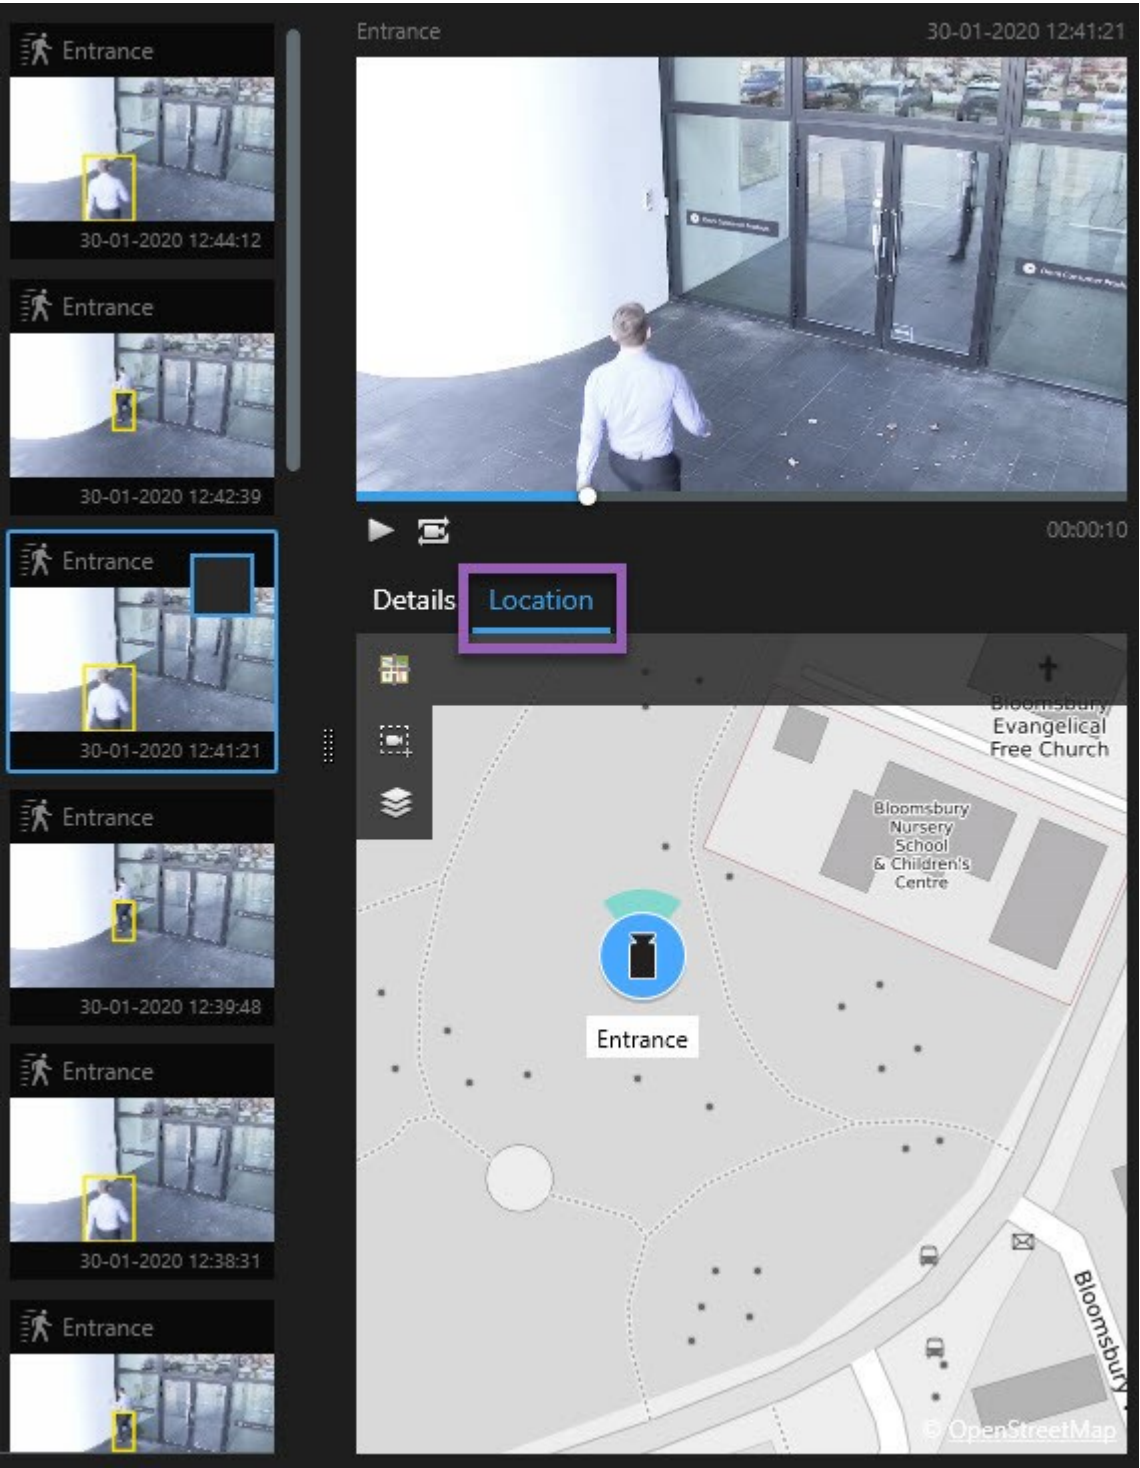 Entrance
30-01-2020 12:44:12
Entrance
30-01-2020 12:42:39
Entrance
30-01-2020 12:41:21
Entrance
30-01-2020 12:39:48
Entrance
30-01-2020 12:38:31
Entrance
Entrance
30-01-2020 12:41:21
00:00:10
Details
Location
Bloomsbury
Evangelical
Free Church
Bloomsbury
Nursery
School
& Children's
Centre
Entrance
Bloomsbury
© OpenStreetMap